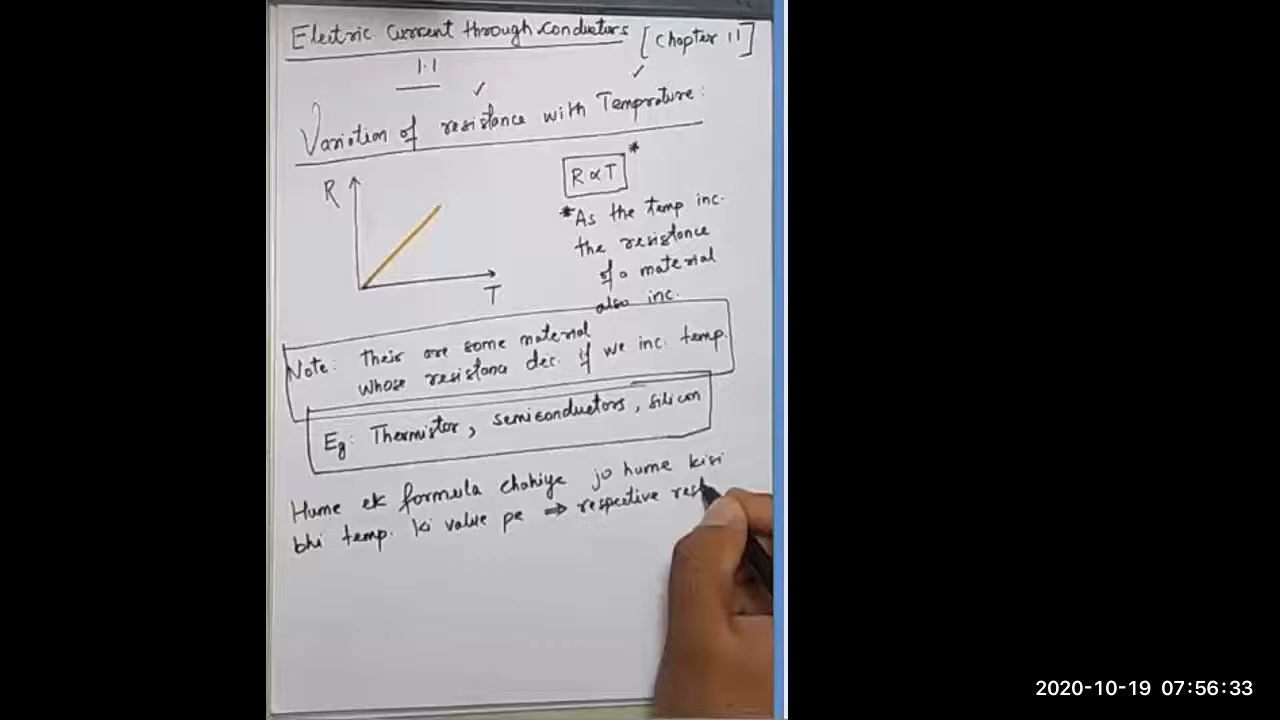 Electric Current through Conductors [Chapter 11]
1.1
Variation of resistance with Temprature:
R
R ∝ T *
*As the temp inc.
the resistance
of a material
also inc.
T
Note: Their are some material
whose resistance dec. if we inc. temp.
Eg: Thermistor, semiconductors, silicon
Hume ek formula chahiye jo hume kisi
bhi temp. ki value pe ⇒ respective res
2020-10-19 07:56:33